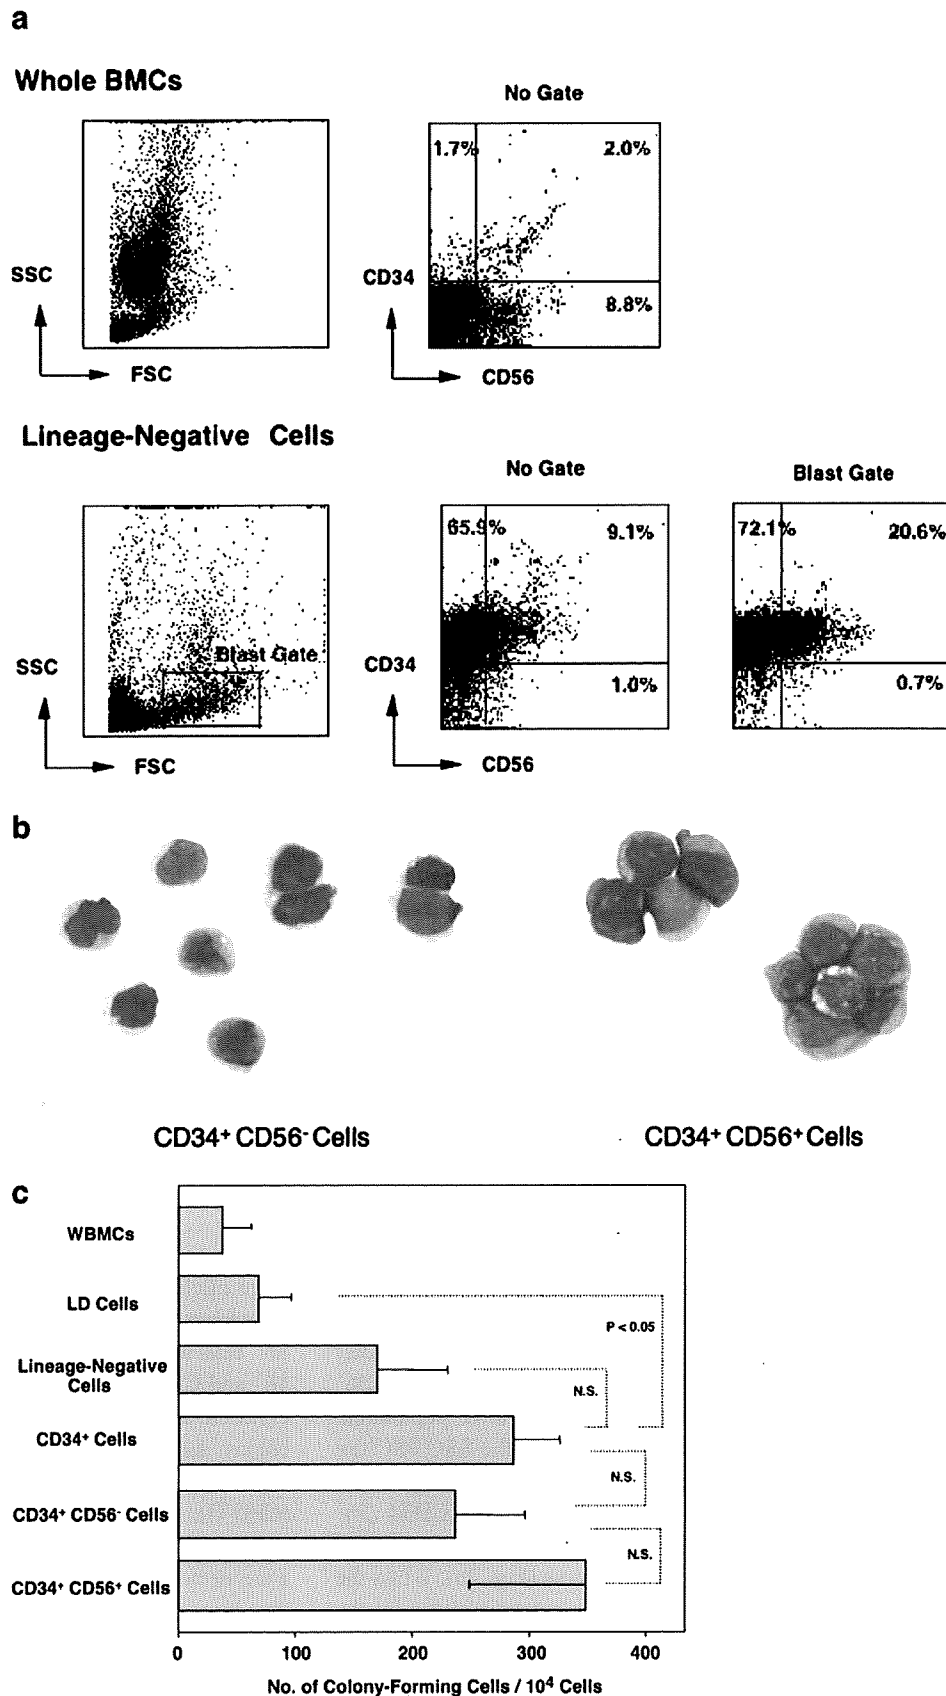 a
Whole BMCs
No Gate
1.7%
2.0%
SSC
CD34
8.8%
FSC
CD56
Lineage-Negative Cells
No Gate
Blast Gate
65.9%
9.1%
72.1%
20.6%
Blast Gate
SSC
CD34
1.0%
0.7%
FSC
CD56
b
CD34+ CD56- Cells
CD34+ CD56+ Cells
c
WBMCs
LD Cells
P < 0.05
Lineage-Negative
Cells
N.S.
CD34+ Cells
N.S.
CD34+ CD56- Cells
N.S.
CD34+ CD56+ Cells
0
100
200
300
400
No. of Colony-Forming Cells / 10⁴ Cells